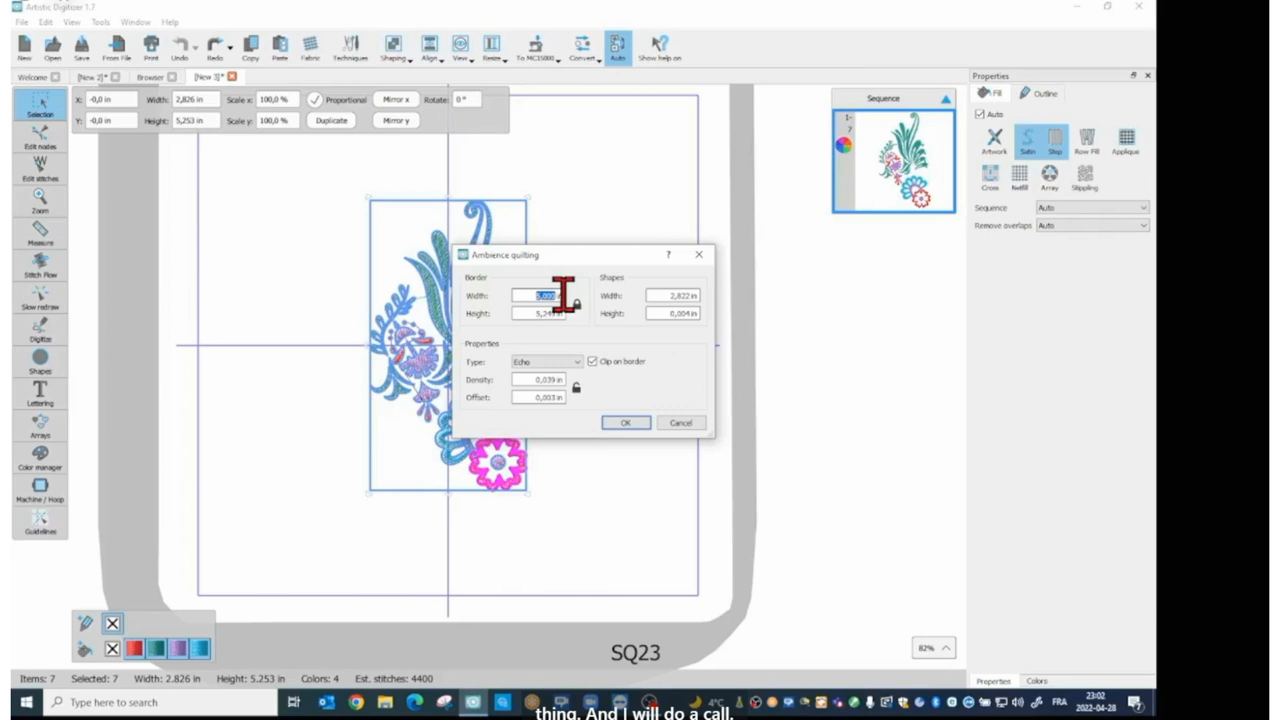 Artistic Digitizer 1.7
File Edit View Tools Window Help
New Open Save From File Print Undo Redo Copy Paste Fabric Techniques Shaping Align View Resize To MC15000 Convert Auto Show help on
Welcome [New 2]* Browser [New 3]*
X: -0,0 in Width: 2,826 in Scale x: 100,0 % Proportional Mirror x Rotate: 0 °
Y: -0,0 in Height: 5,253 in Scale y: 100,0 % Duplicate Mirror y
Selection
Edit nodes
Edit stitches
Zoom
Measure
Stitch Flow
Slow redraw
Digitize
Shapes
Lettering
Arrays
Color manager
Machine / Hoop
Guidelines
Sequence
1-
7
Properties
Fill Outline
Auto
Artwork Satin Step Row Fill Applique
Cross Netfill Array Stippling
Sequence Auto
Remove overlaps Auto
Ambience quilting ?
Border Shapes
Width: Width: 2,822 in
Height: Height: 0,004 in
Properties
Type: Echo Clip on border
Density: 0,039 in
Offset: 0,003 in
OK Cancel
SQ23
82%
Items: 7 Selected: 7 Width: 2.826 in Height: 5.253 in Colors: 4 Est. stitches: 4400
Properties Colors
Type here to search
4°C
FRA
23:02
2022-04-28
thing. And I will do a call.